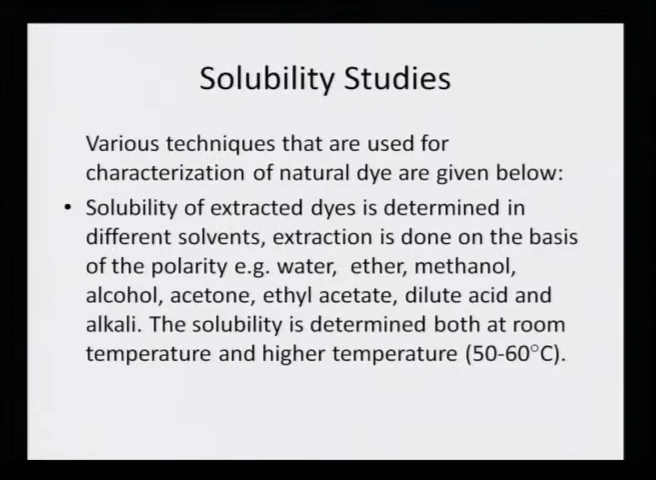 Solubility Studies
Various techniques that are used for
characterization of natural dye are given below:
• Solubility of extracted dyes is determined in
different solvents, extraction is done on the basis
of the polarity e.g. water, ether, methanol,
alcohol, acetone, ethyl acetate, dilute acid and
alkali. The solubility is determined both at room
temperature and higher temperature (50-60°C).